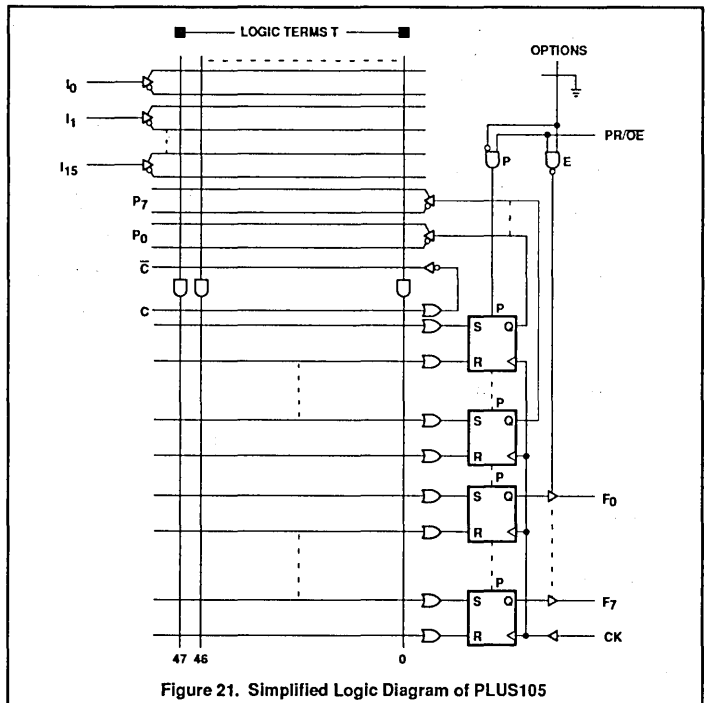 LOGIC TERMS T
OPTIONS
I0
I1
PR/OE
P E
I15
P7
P0
C
C
P
S Q
R
P
S Q
R
P
S Q
F0
R
P
S Q
F7
R
CK
47 46 0
Figure 21. Simplified Logic Diagram of PLUS105